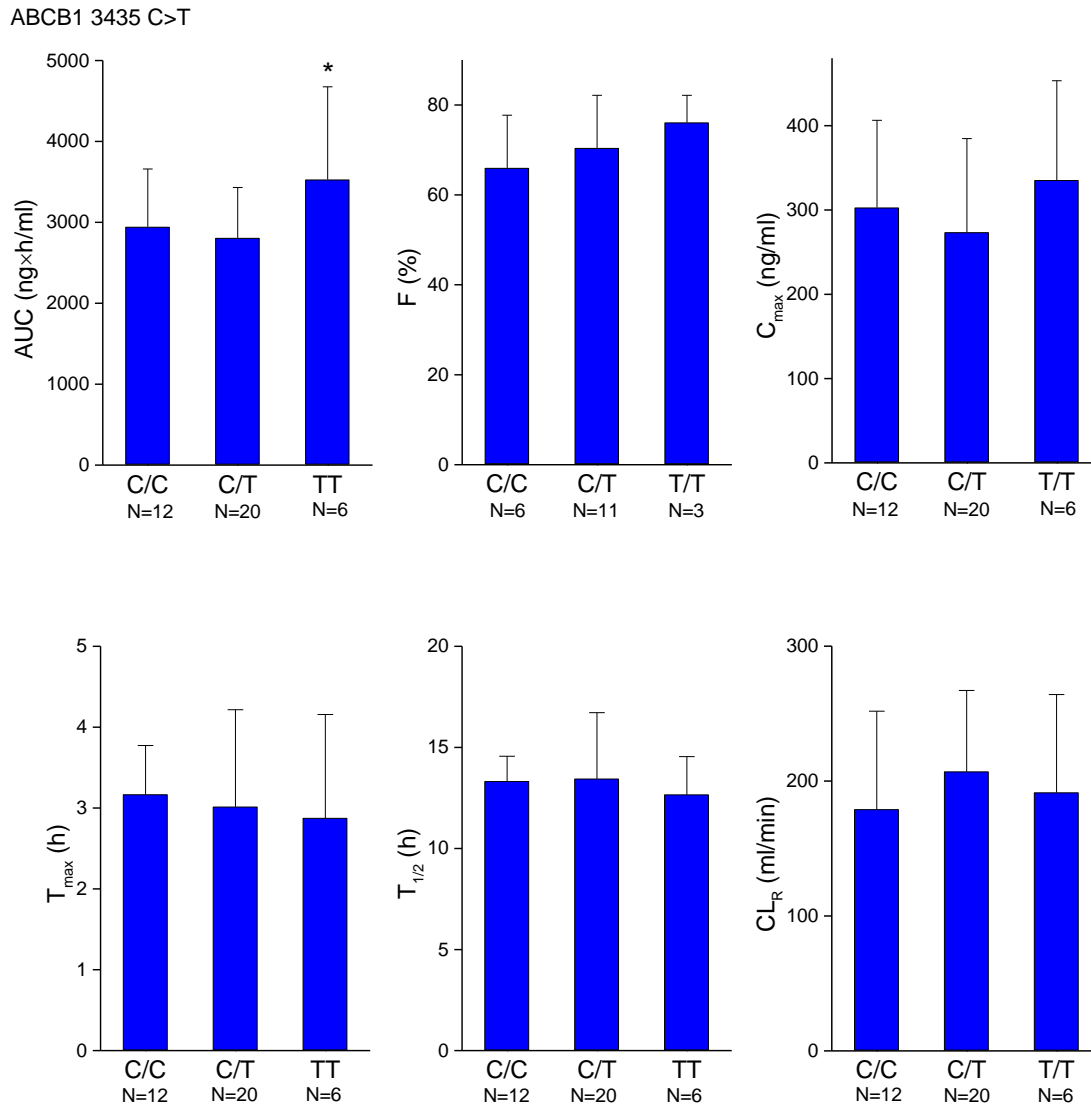 ABCB1 3435 C>T
AUC (ng×h/ml)
5000
4000
3000
2000
1000
0
*
C/C C/T TT
N=12 N=20 N=6
F (%)
80
60
40
20
0
C/C C/T T/T
N=6 N=11 N=3
Cmax (ng/ml)
400
300
200
100
0
C/C C/T T/T
N=12 N=20 N=6
Tmax (h)
5
4
3
2
1
0
C/C C/T TT
N=12 N=20 N=6
T1/2 (h)
20
15
10
5
0
C/C C/T TT
N=12 N=20 N=6
CLR (ml/min)
300
200
100
0
C/C C/T T/T
N=12 N=20 N=6